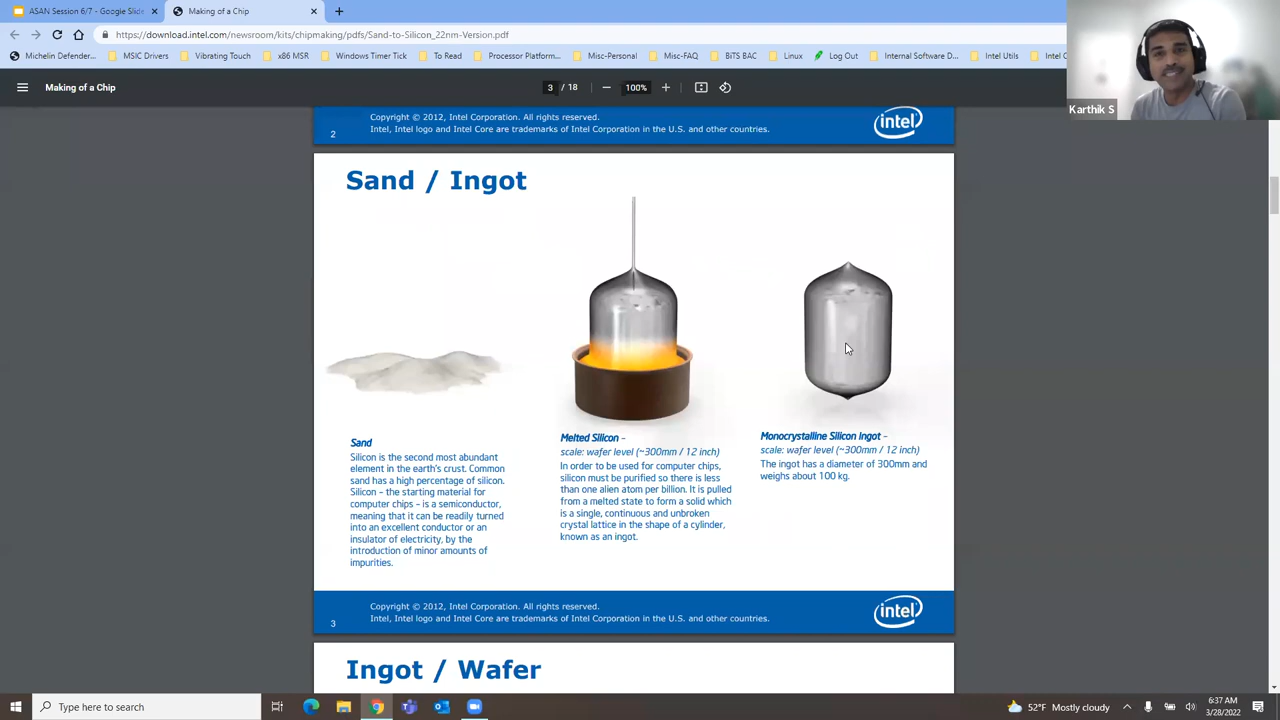 ASAN Session 6/7 - Google Slide
Making of a Chip
https://download.intel.com/newsroom/kits/chipmaking/pdfs/Sand-to-Silicon_22nm-Version.pdf
Michelin Defender...
MSIC Drivers
Vibrating Touch
x86 MSR
Windows Timer Tick
To Read
Processor Platform...
Misc-Personal
Misc-FAQ
BiTS BAC
Linux
Log Out
Internal Software D...
Intel Utils
Intel
Karthik S
Making of a Chip
3 / 18
100%
Copyright © 2012, Intel Corporation. All rights reserved.
Intel, Intel logo and Intel Core are trademarks of Intel Corporation in the U.S. and other countries.
2
intel
Sand / Ingot
Sand
Silicon is the second most abundant
element in the earth's crust. Common
sand has a high percentage of silicon.
Silicon – the starting material for
computer chips – is a semiconductor,
meaning that it can be readily turned
into an excellent conductor or an
insulator of electricity, by the
introduction of minor amounts of
impurities.
Melted Silicon –
scale: wafer level (~300mm / 12 inch)
In order to be used for computer chips,
silicon must be purified so there is less
than one alien atom per billion. It is pulled
from a melted state to form a solid which
is a single, continuous and unbroken
crystal lattice in the shape of a cylinder,
known as an ingot.
Monocrystalline Silicon Ingot –
scale: wafer level (~300mm / 12 inch)
The ingot has a diameter of 300mm and
weighs about 100 kg.
Copyright © 2012, Intel Corporation. All rights reserved.
Intel, Intel logo and Intel Core are trademarks of Intel Corporation in the U.S. and other countries.
3
intel
Ingot / Wafer
Type here to search
52°F Mostly cloudy
6:37 AM
3/28/2022